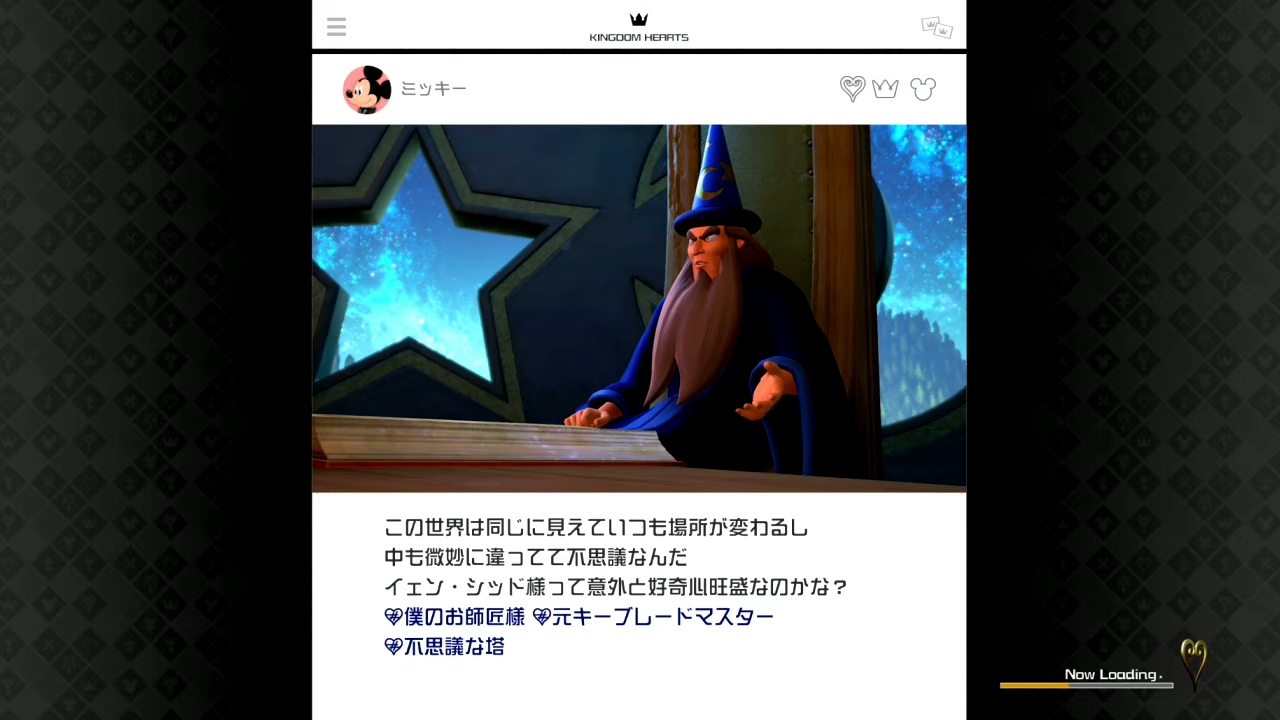 KINGDOM HEARTS
ミッキー
この世界は同じに見えていつも場所が変わるし
中も微妙に違ってて不思議なんだ
イェン・シッド様って意外と好奇心旺盛なのかな？
僕のお師匠様 元キーブレードマスター
不思議な塔
Now Loading.